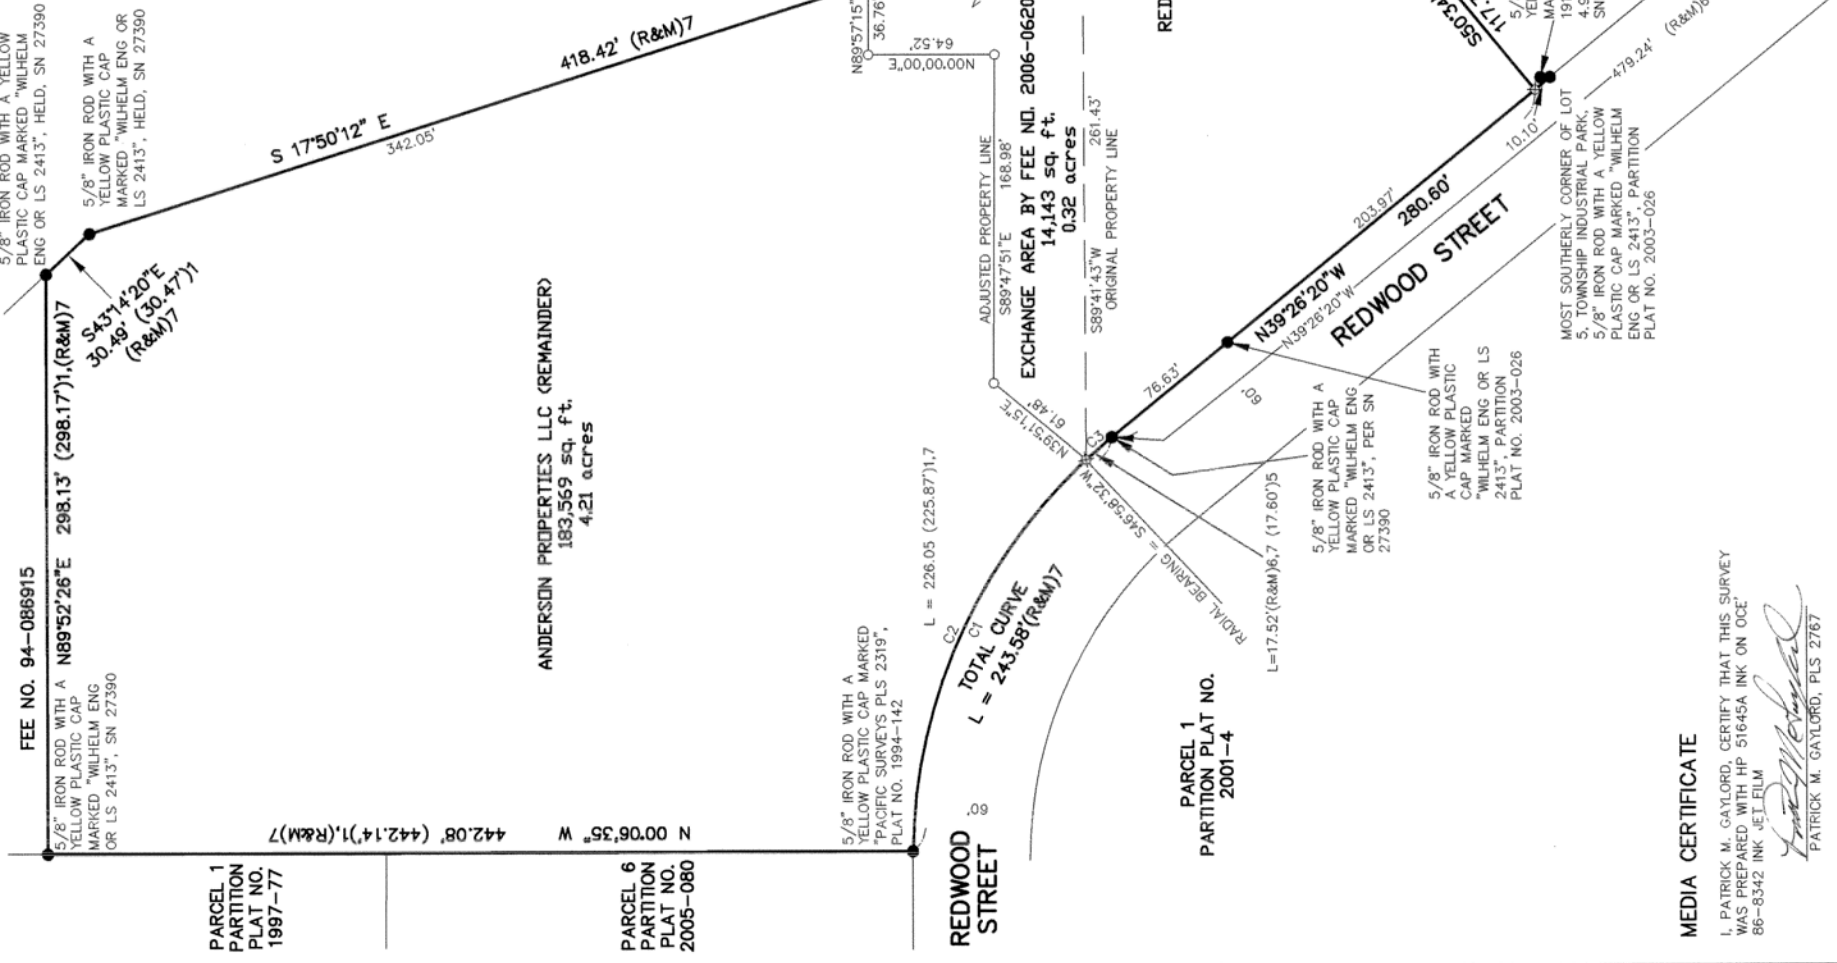 5/8" IRON ROD WITH A YELLOW
PLASTIC CAP MARKED "WILHELM
ENG OR LS 2413", HELD, SN 27390
5/8" IRON ROD WITH A
YELLOW PLASTIC CAP
MARKED "WILHELM ENG OR
LS 2413", HELD, SN 27390
S 17°50'12" E
418.42' (R&M)7
342.05'
S43°14'20"E
30.49' (30.47')1
(R&M)7
FEE NO. 94-086915
N89°52'26"E 298.13' (298.17')1,(R&M)7
5/8" IRON ROD WITH A
YELLOW PLASTIC CAP
MARKED "WILHELM ENG
OR LS 2413", SN 27390
ANDERSON PROPERTIES LLC (REMAINDER)
183,569 sq. ft.
4.21 acres
N 00°06'35" W 442.08' (442.14')1,(R&M)7
PARCEL 1
PARTITION
PLAT NO.
1997-77
PARCEL 6
PARTITION
PLAT NO.
2005-080
5/8" IRON ROD WITH A
YELLOW PLASTIC CAP MARKED
"PACIFIC SURVEYS PLS 2319",
PLAT NO. 1994-142
L = 226.05 (225.87')1,7
C2
C1
TOTAL CURVE
L = 243.58'(R&M)7
60'
REDWOOD
STREET
N89°57'15"
36.76'
64.52'
N00°00'00"E
ADJUSTED PROPERTY LINE
S89°47'51"E 168.98'
EXCHANGE AREA BY FEE NO. 2006-0620
14,143 sq. ft.
0.32 acres
S89°41'43"W 261.43'
ORIGINAL PROPERTY LINE
RED
N39°51'15"E
61.48'
C3
RADIAL BEARING = S46°58'32"W
L=17.52'(R&M)6,7 (17.60')5
76.63'
203.97'
N39°26'20"W 280.60'
N39°26'20"W
REDWOOD STREET
60'
10.10'
479.24' (R&M)6
S50°34
117.
5/
YE
MA
191
4.9
SN
5/8" IRON ROD WITH A
YELLOW PLASTIC CAP
MARKED "WILHELM ENG
OR LS 2413", PER SN
27390
5/8" IRON ROD WITH
A YELLOW PLASTIC
CAP MARKED
"WILHELM ENG OR LS
2413", PARTITION
PLAT NO. 2003-026
MOST SOUTHERLY CORNER OF LOT
5, TOWNSHIP INDUSTRIAL PARK,
5/8" IRON ROD WITH A YELLOW
PLASTIC CAP MARKED "WILHELM
ENG OR LS 2413", PARTITION
PLAT NO. 2003-026
PARCEL 1
PARTITION PLAT NO.
2001-4
MEDIA CERTIFICATE
I, PATRICK M. GAYLORD, CERTIFY THAT THIS SURVEY
WAS PREPARED WITH HP 51645A INK ON OCE'
86-8342 INK JET FILM
PATRICK M. GAYLORD, PLS 2767